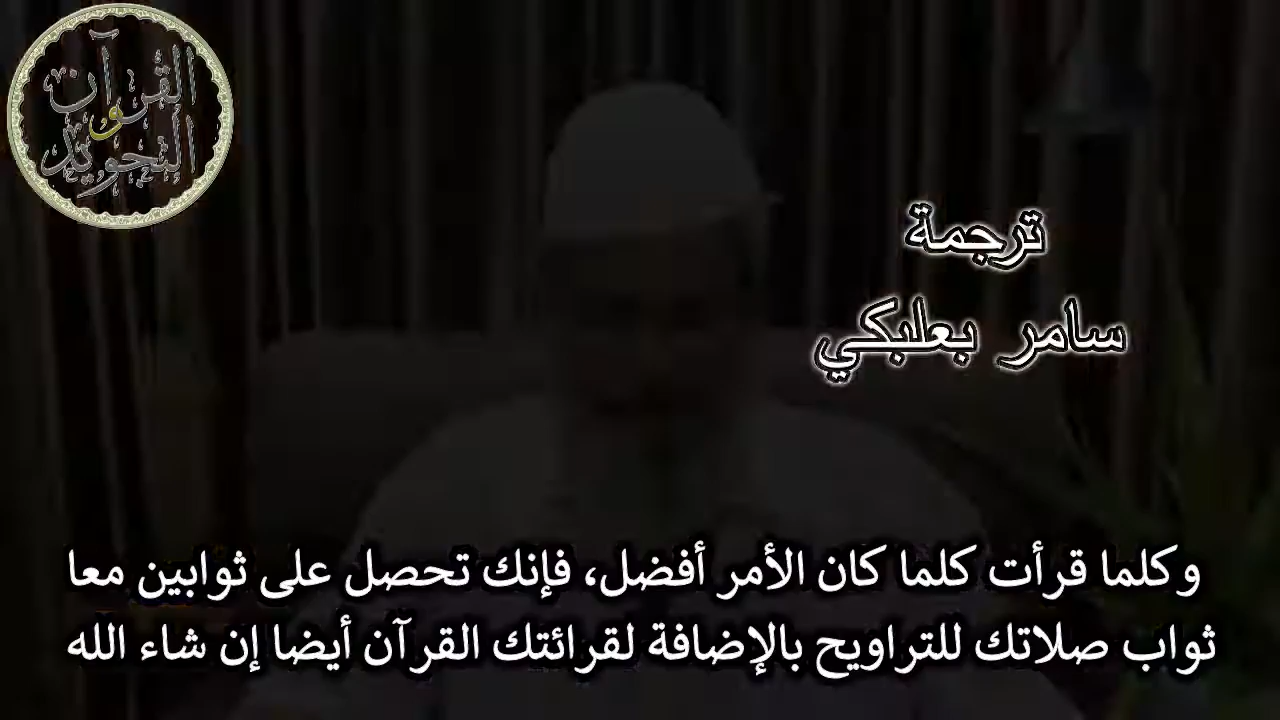 القرآن
و
التجويد
ترجمة
سامر بعلبكي
وكلما قرأت كلما كان الأمر أفضل، فإنك تحصل على ثوابين معا
ثواب صلاتك للتراويح بالإضافة لقرائتك القرآن أيضا إن شاء الله